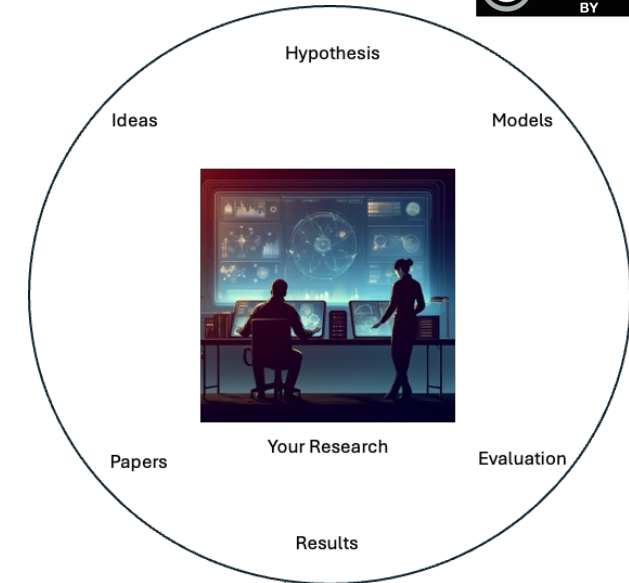 BY
Hypothesis
Ideas
Models
Your Research
Papers
Evaluation
Results